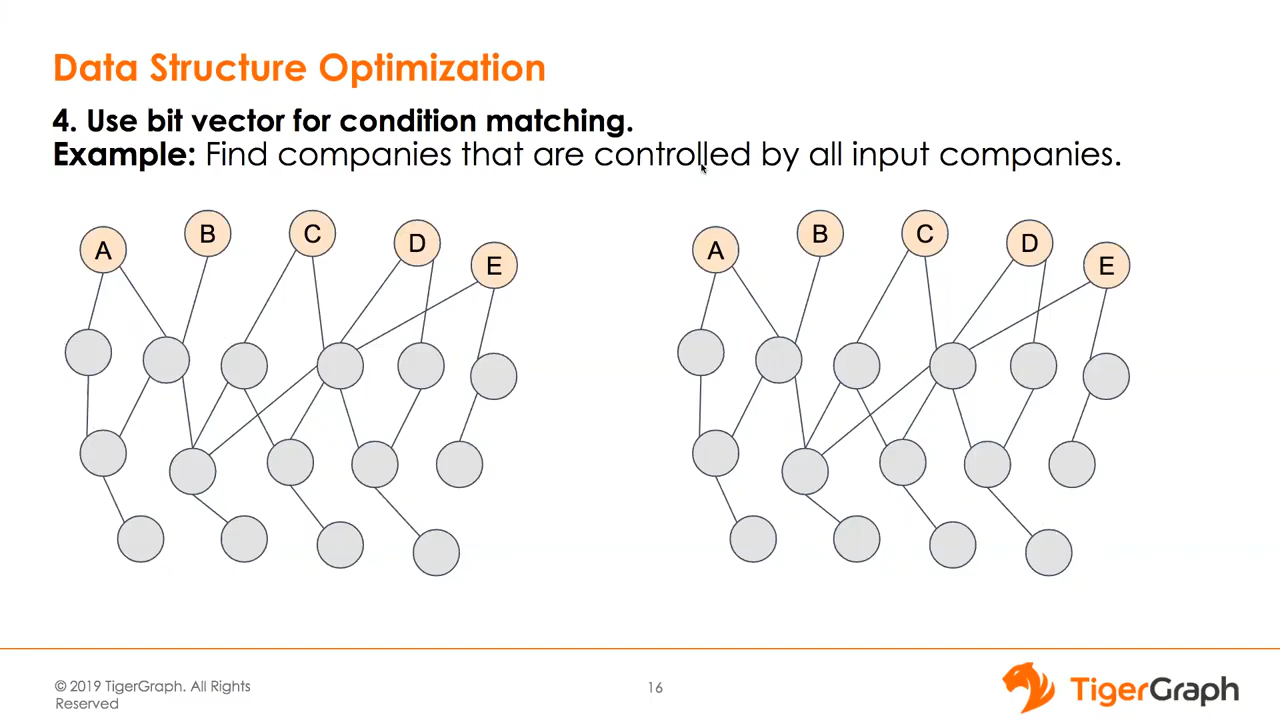 Data Structure Optimization
4. Use bit vector for condition matching.
Example: Find companies that are controlled by all input companies.
A B C D E
A B C D E
© 2019 TigerGraph. All Rights
Reserved
16
TigerGraph